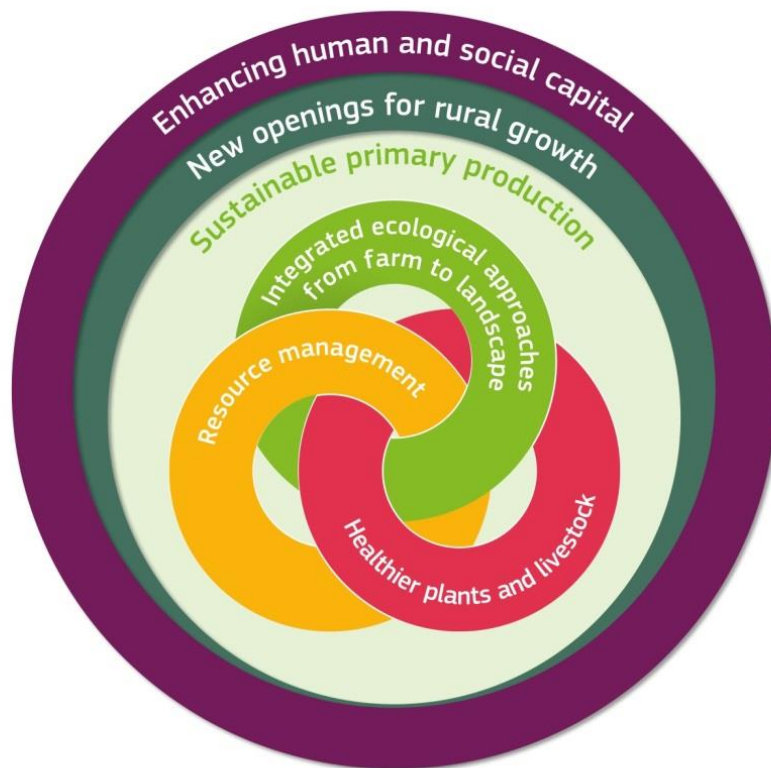 Enhancing human and social capital
New openings for rural growth
Sustainable primary production
Integrated ecological approaches
from farm to landscape
Resource management
Healthier plants and livestock